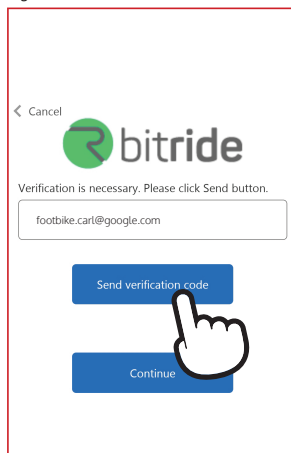 Cancel
bitride
Verification is necessary. Please click Send button.
footbike.carl@google.com
Send verification code
Continue